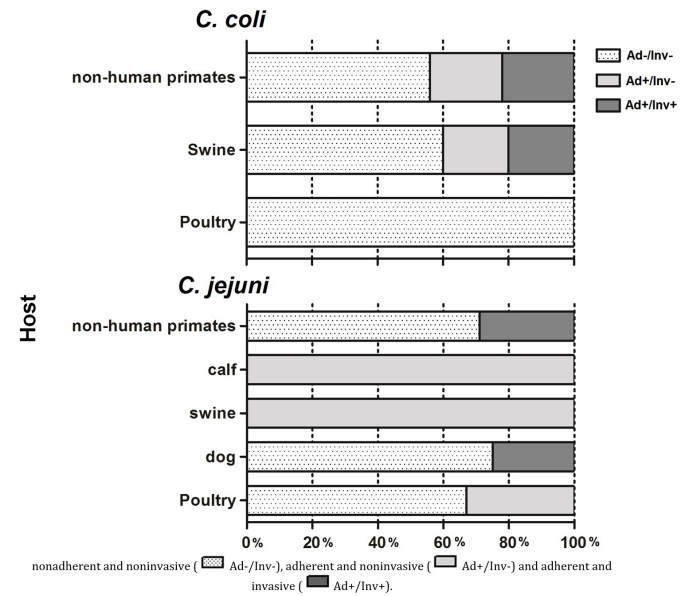 C. coli
non-human primates
Swine
Poultry
Ad-/Inv-
Ad+/Inv-
Ad+/Inv+
C. jejuni
Host
non-human primates
calf
swine
dog
Poultry
0% 20% 40% 60% 80% 100%
nonadherent and noninvasive ( Ad-/Inv-), adherent and noninvasive ( Ad+/Inv-) and adherent and
invasive ( Ad+/Inv+).